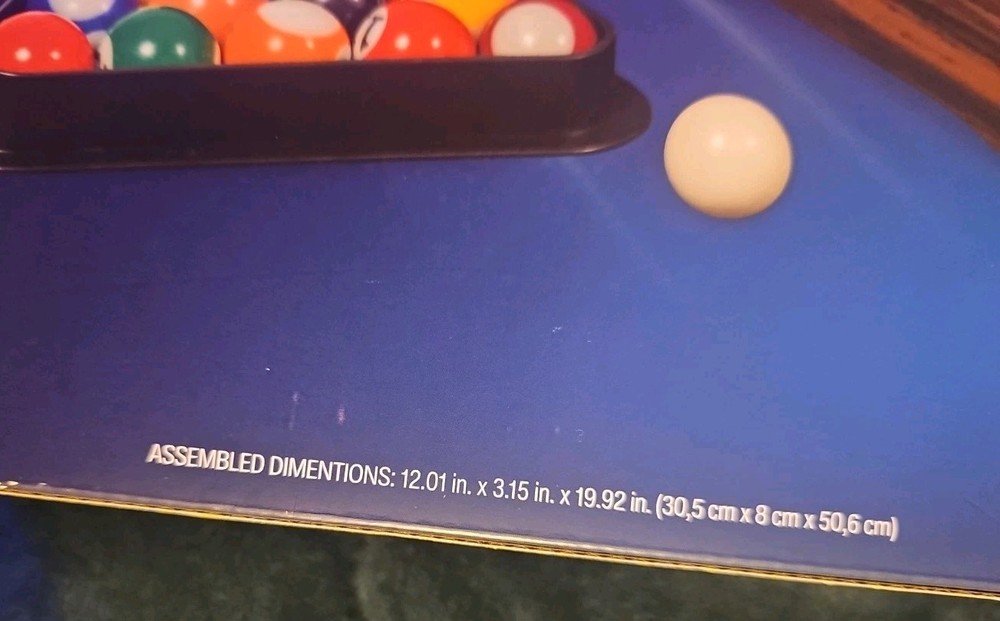 ASSEMBLED DIMENTIONS: 12.01 in. x 3.15 in. x 19.92 in. (30,5 cm x 8 cm x 50,6 cm)